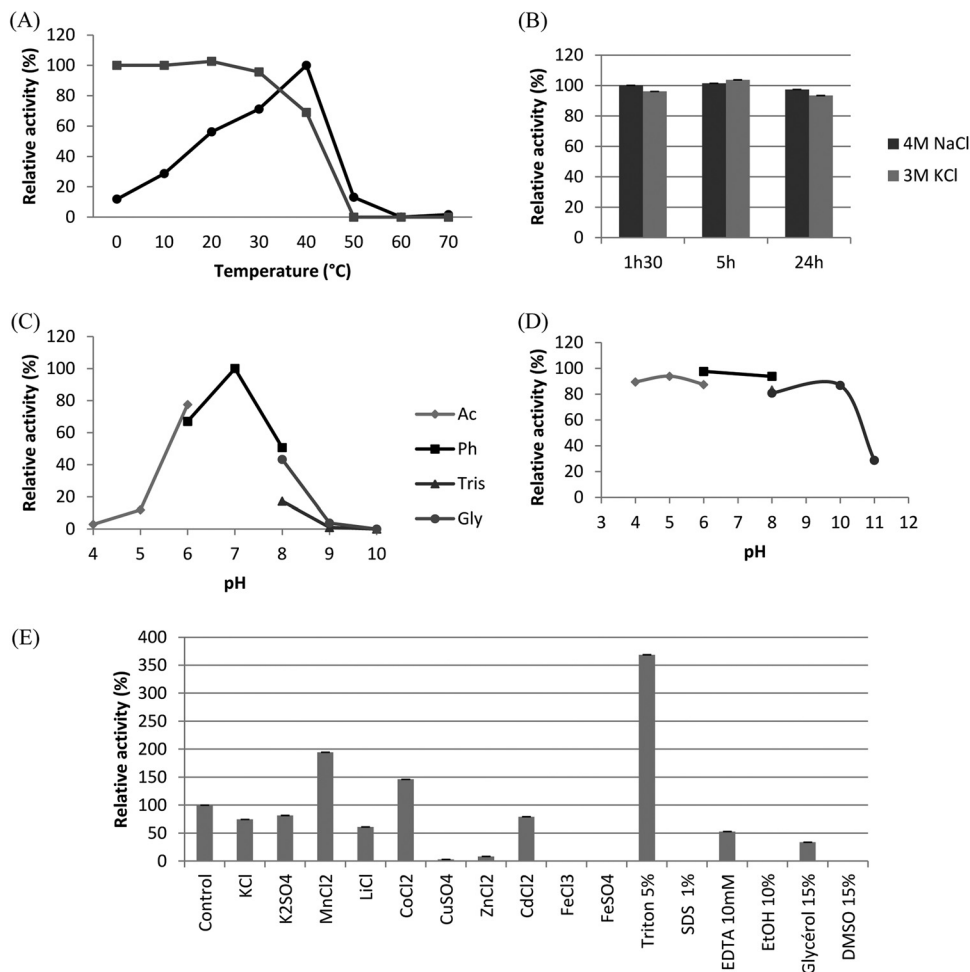 (A)
Relative activity (%)
120
100
80
60
40
20
0
0 10 20 30 40 50 60 70
Temperature (°C)
(B)
Relative activity (%)
120
100
80
60
40
20
0
1h30 5h 24h
4M NaCl
3M KCl
(C)
Relative activity (%)
120
100
80
60
40
20
0
4 5 6 7 8 9 10
pH
Ac
Ph
Tris
Gly
(D)
Relative activity (%)
120
100
80
60
40
20
0
3 4 5 6 7 8 9 10 11 12
pH
(E)
Relative activity (%)
400
350
300
250
200
150
100
50
0
Control
KCl
K2SO4
MnCl2
LiCl
CoCl2
CuSO4
ZnCl2
CdCl2
FeCl3
FeSO4
Triton 5%
SDS 1%
EDTA 10mM
EtOH 10%
Glycérol 15%
DMSO 15%